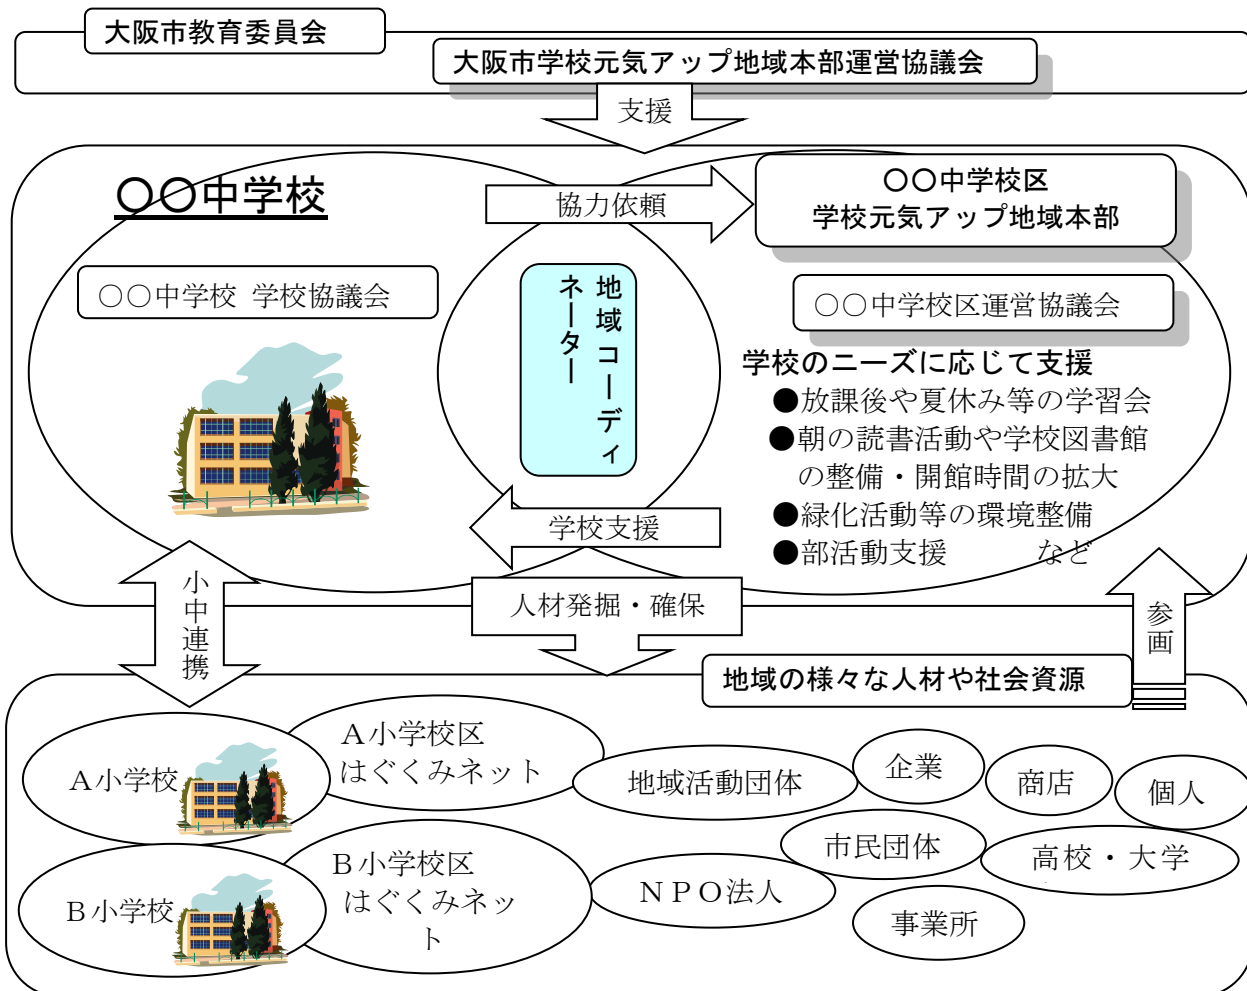 大阪市教育委員会
大阪市学校元気アップ地域本部運営協議会
支援
〇〇中学校
協力依頼
〇〇中学校区
学校元気アップ地域本部
〇〇中学校 学校協議会
地域コーディ
ネーター
〇〇中学校区運営協議会
学校のニーズに応じて支援
●放課後や夏休み等の学習会
●朝の読書活動や学校図書館
の整備・開館時間の拡大
●緑化活動等の環境整備
●部活動支援　　　など
学校支援
小中連携
人材発掘・確保
参画
地域の様々な人材や社会資源
Ａ小学校
Ａ小学校区
はぐくみネット
地域活動団体
企業
商店
個人
市民団体
高校・大学
Ｂ小学校
Ｂ小学校区
はぐくみネッ
ト
ＮＰＯ法人
事業所